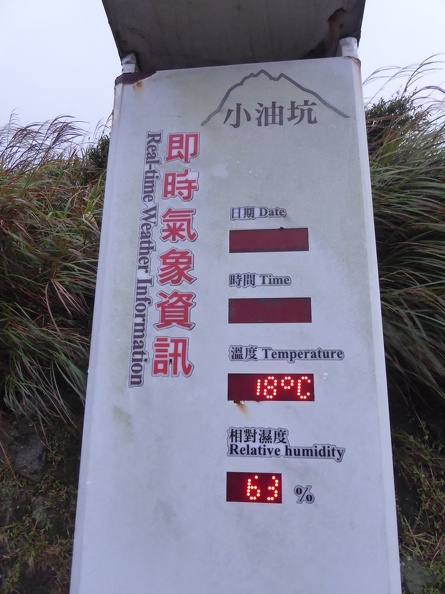 小油坑
即時氣象資訊
Real-time Weather Information
日期 Date
時間 Time
溫度 Temperature
18°C
相對濕度
Relative humidity
63 %